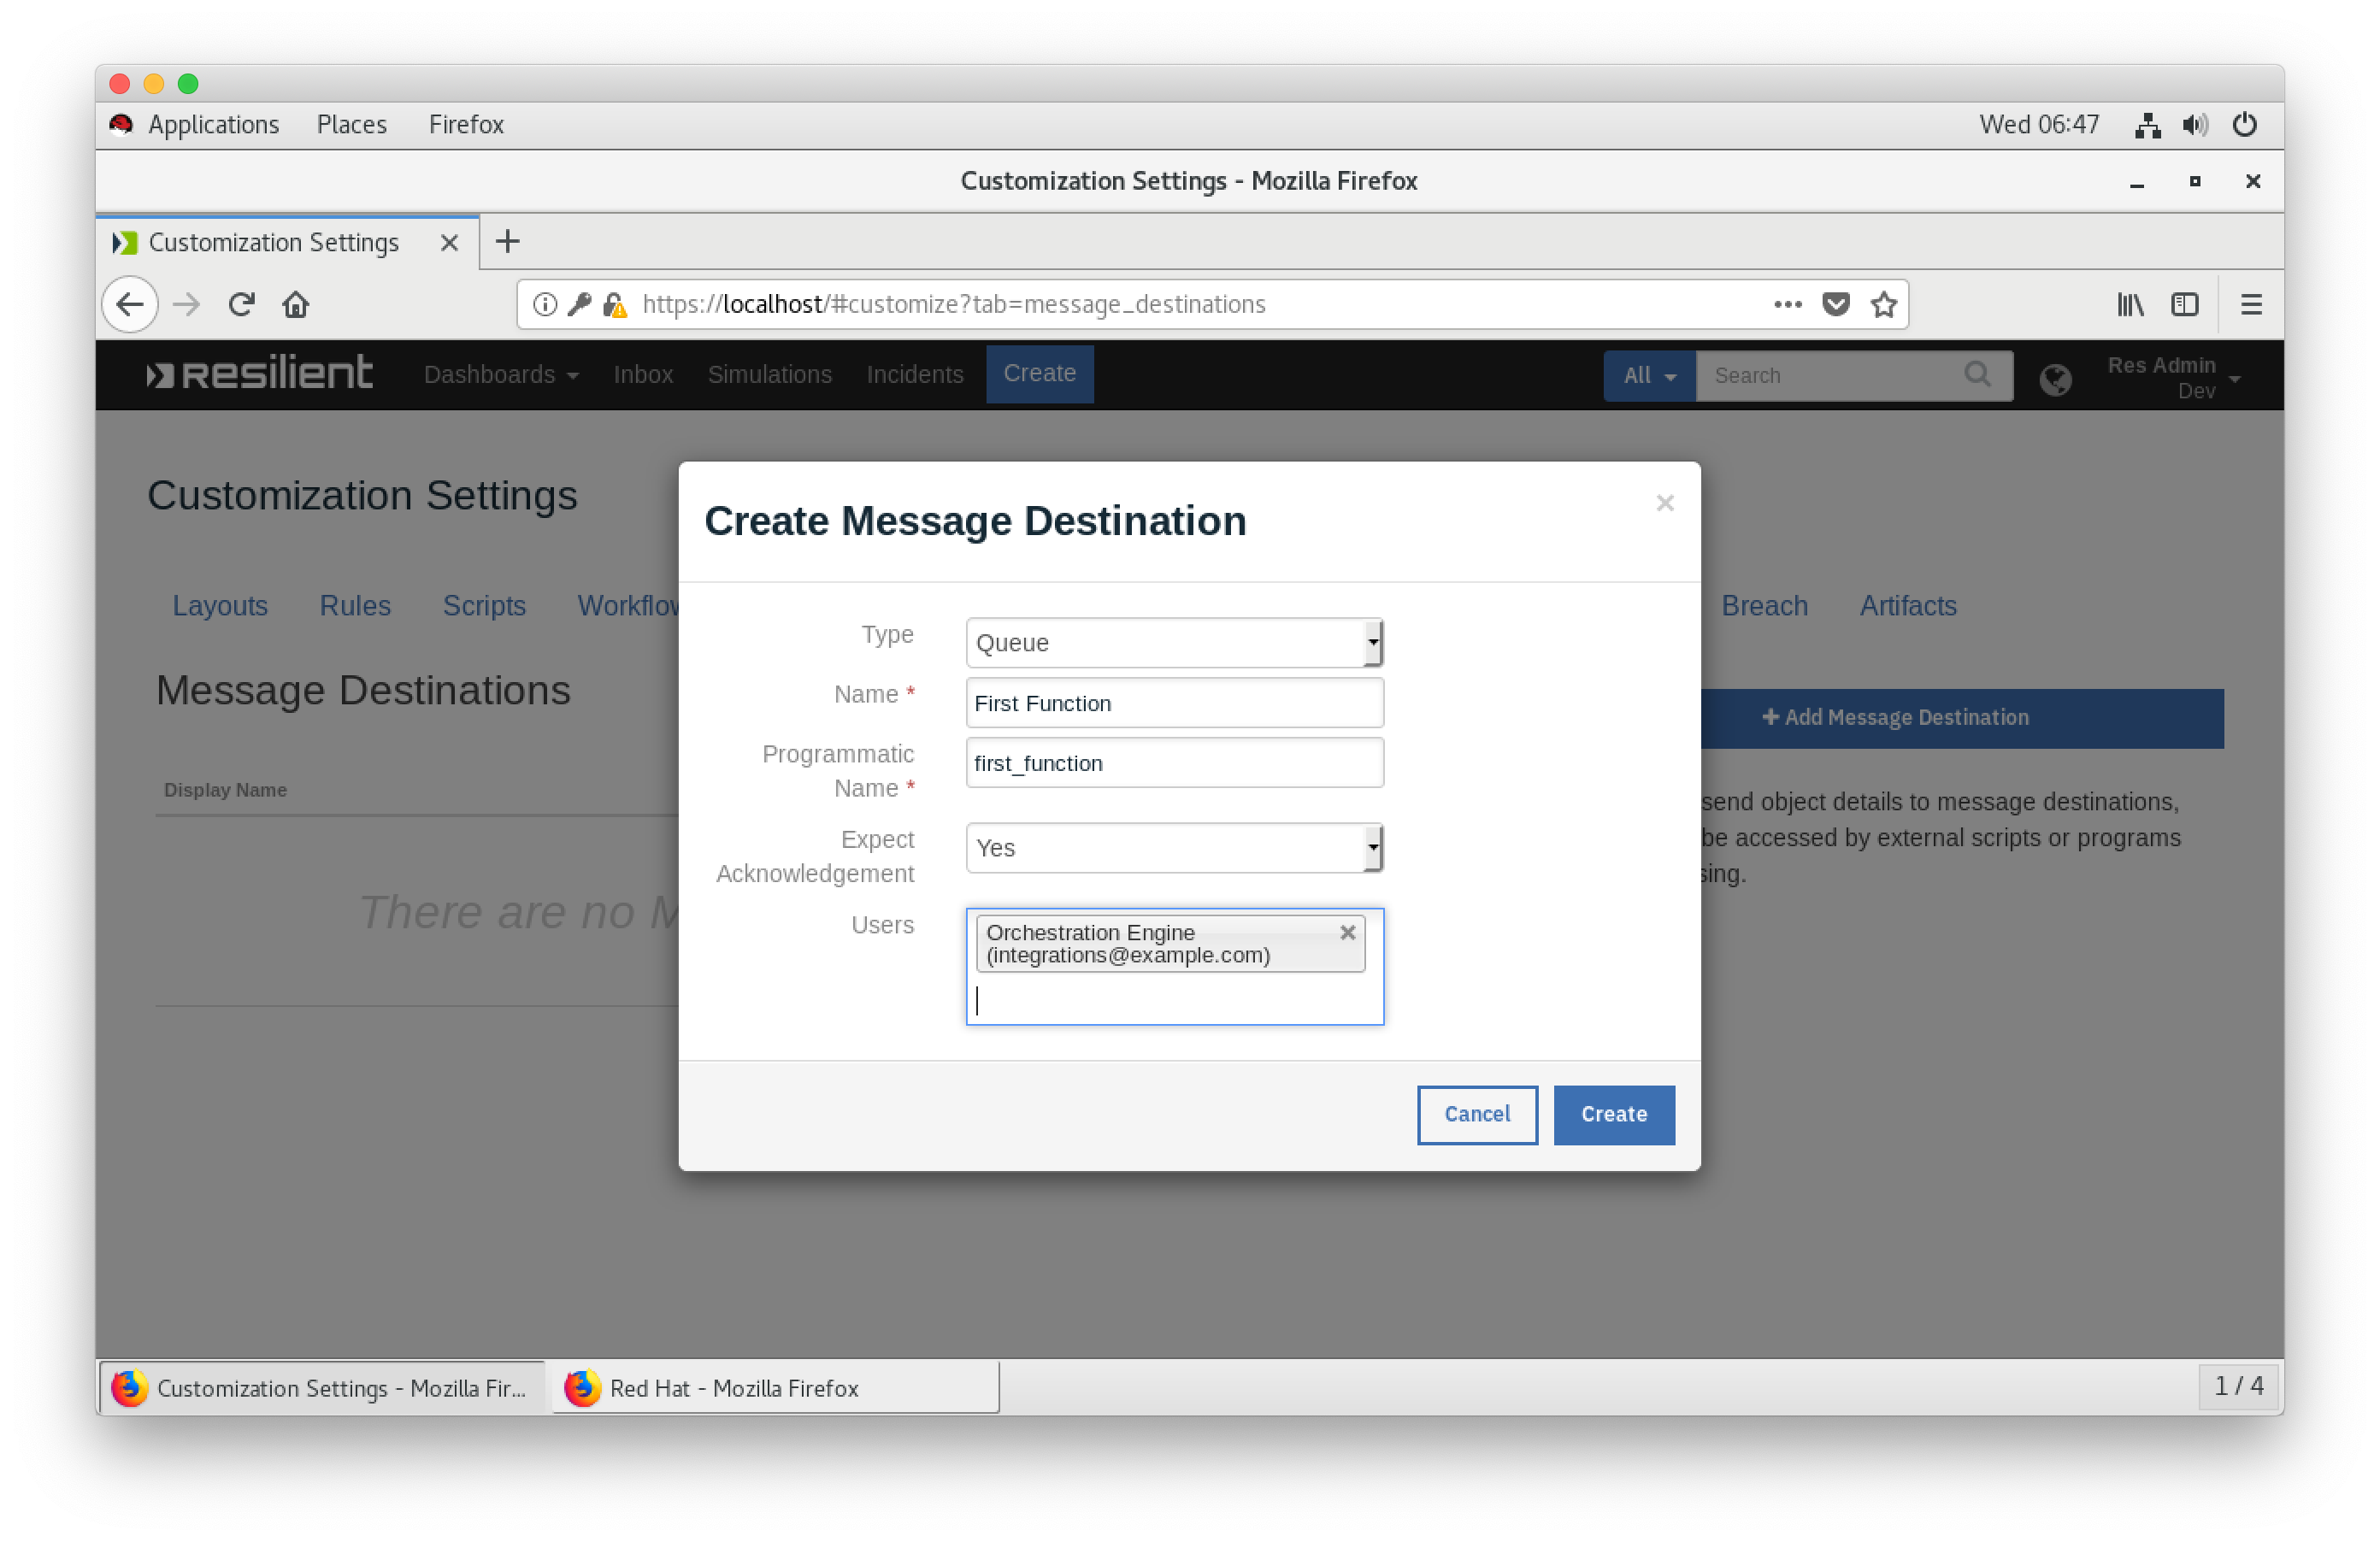 Applications Places Firefox Wed 06:47
Customization Settings - Mozilla Firefox
Customization Settings
https://localhost/#customize?tab=message_destinations
resilient Dashboards Inbox Simulations Incidents Create All Search Res Admin
Dev
Customization Settings
Create Message Destination
Layouts Rules Scripts Workflow Breach Artifacts
Type Queue
Message Destinations
Name * First Function
+ Add Message Destination
Programmatic
Name *
first_function
Display Name
send object details to message destinations,
be accessed by external scripts or programs
Expect
Acknowledgement
Yes
There are no
Users
Orchestration Engine
(integrations@example.com)
Cancel Create
Customization Settings - Mozilla Fir... Red Hat - Mozilla Firefox 1 / 4